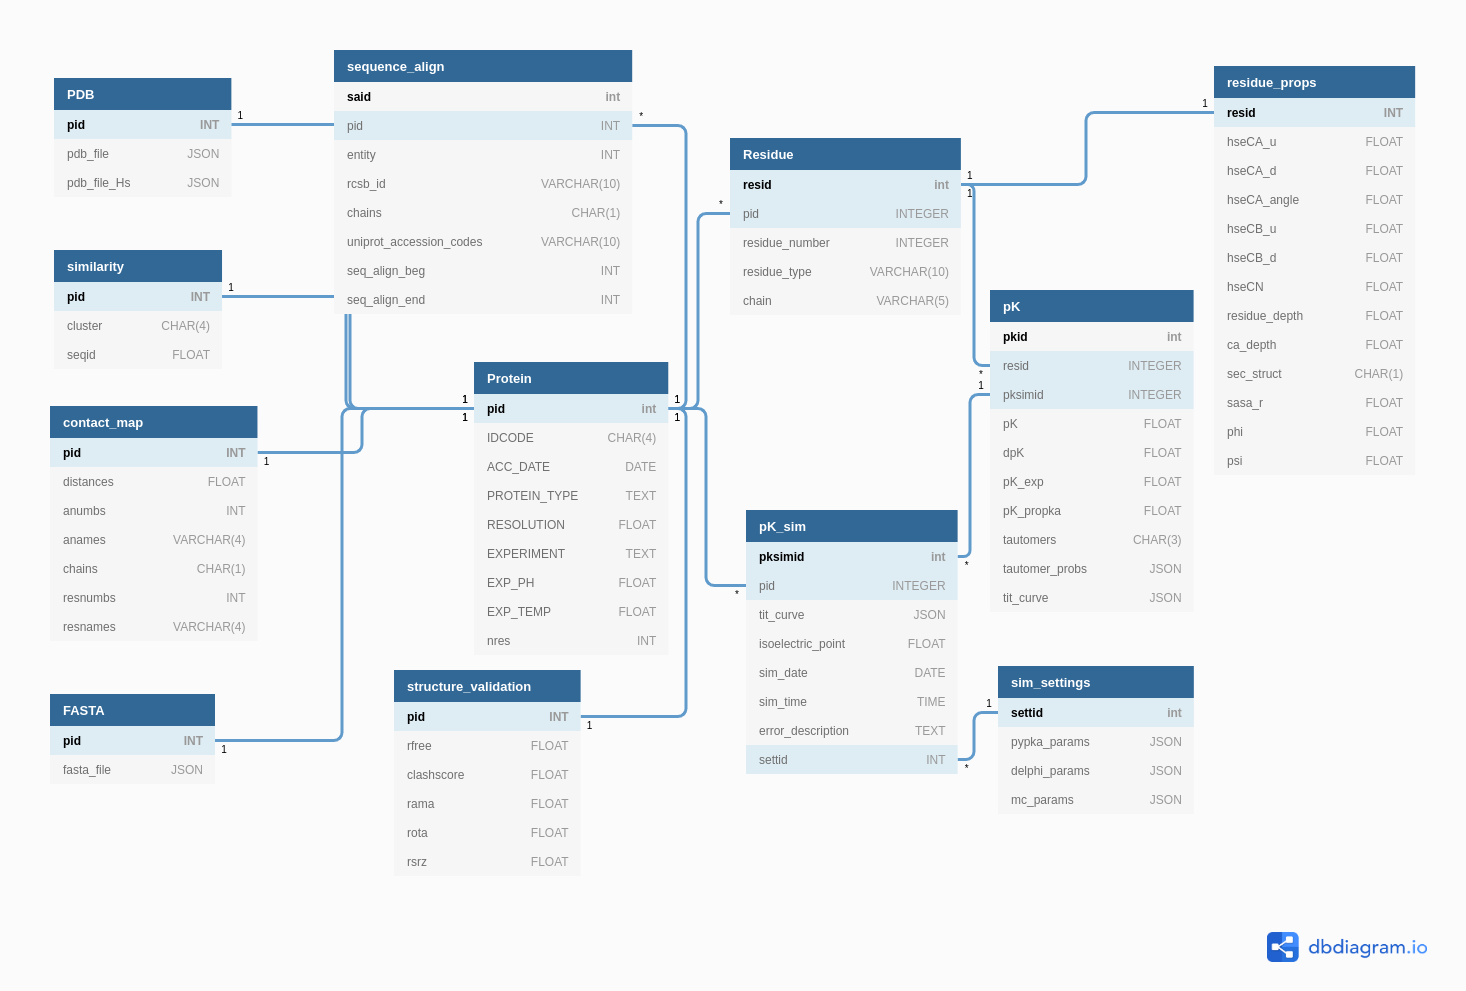 PDB
pid INT
pdb_file JSON
pdb_file_Hs JSON
1
similarity
pid INT
cluster CHAR(4)
seqid FLOAT
1
contact_map
pid INT
distances FLOAT
anumbs INT
anames VARCHAR(4)
chains CHAR(1)
resnumbs INT
resnames VARCHAR(4)
1
FASTA
pid INT
fasta_file JSON
1
sequence_align
said int
pid INT
entity INT
rcsb_id VARCHAR(10)
chains CHAR(1)
uniprot_accession_codes VARCHAR(10)
seq_align_beg INT
seq_align_end INT
*
Protein
1 pid int 1
1 1
IDCODE CHAR(4)
ACC_DATE DATE
PROTEIN_TYPE TEXT
RESOLUTION FLOAT
EXPERIMENT TEXT
EXP_PH FLOAT
EXP_TEMP FLOAT
nres INT
structure_validation
pid INT
rfree FLOAT
clashscore FLOAT
rama FLOAT
rota FLOAT
rsrz FLOAT
1
Residue
resid int
pid INTEGER
residue_number INTEGER
residue_type VARCHAR(10)
chain VARCHAR(5)
*
1
1
pK_sim
pksimid int
pid INTEGER
tit_curve JSON
isoelectric_point FLOAT
sim_date DATE
sim_time TIME
error_description TEXT
settid INT
*
*
*
pK
pkid int
resid INTEGER
pksimid INTEGER
pK FLOAT
dpK FLOAT
pK_exp FLOAT
pK_propka FLOAT
tautomers CHAR(3)
tautomer_probs JSON
tit_curve JSON
*
1
sim_settings
settid int
pypka_params JSON
delphi_params JSON
mc_params JSON
1
residue_props
resid INT
hseCA_u FLOAT
hseCA_d FLOAT
hseCA_angle FLOAT
hseCB_u FLOAT
hseCB_d FLOAT
hseCN FLOAT
residue_depth FLOAT
ca_depth FLOAT
sec_struct CHAR(1)
sasa_r FLOAT
phi FLOAT
psi FLOAT
1
dbdiagram.io